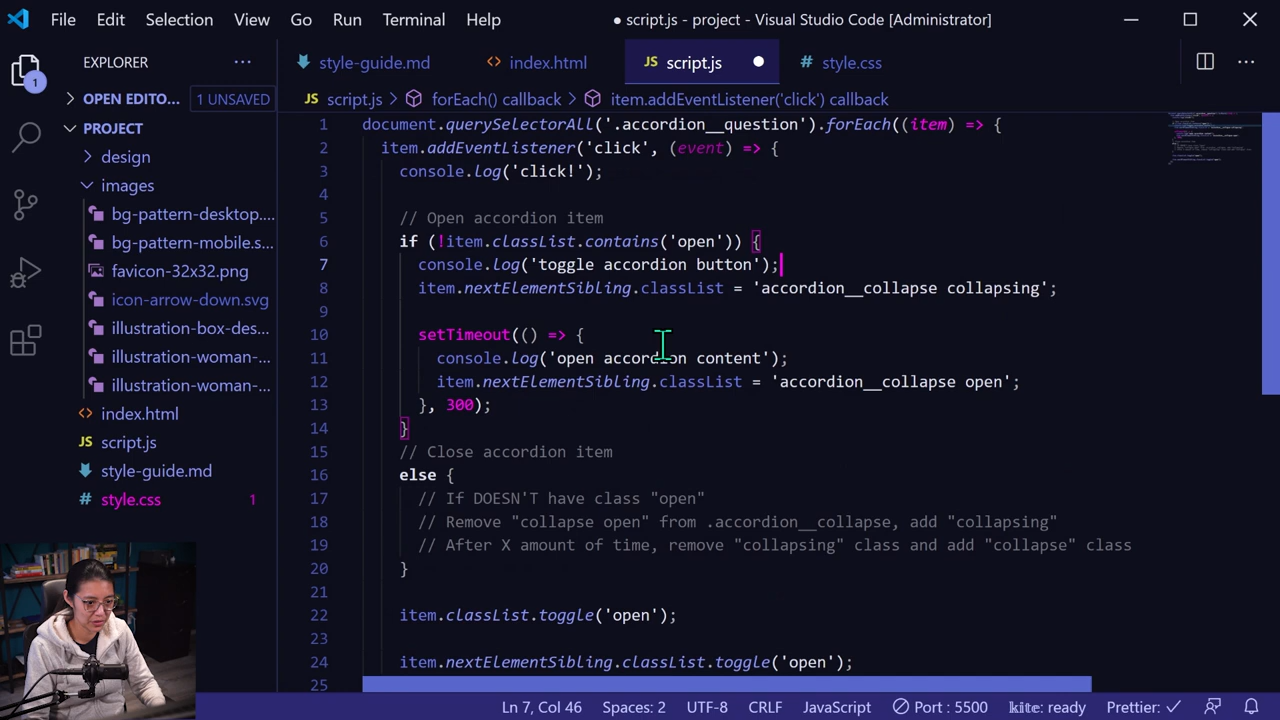 File Edit Selection View Go Run Terminal Help ● script.js - project - Visual Studio Code [Administrator]
EXPLORER ...
style-guide.md index.html JS script.js # style.css ...
1
OPEN EDITO... 1 UNSAVED
JS script.js > forEach() callback > item.addEventListener('click') callback
PROJECT
design
images
bg-pattern-desktop....
bg-pattern-mobile.s...
favicon-32x32.png
icon-arrow-down.svg
illustration-box-des...
illustration-woman-...
illustration-woman-...
index.html
JS script.js
style-guide.md
# style.css 1
1 document.querySelectorAll('.accordion__question').forEach((item) => {
2 item.addEventListener('click', (event) => {
3 console.log('click!');
4
5 // Open accordion item
6 if (!item.classList.contains('open')) {
7 console.log('toggle accordion button');
8 item.nextElementSibling.classList = 'accordion__collapse collapsing';
9
10 setTimeout(() => {
11 console.log('open accordion content');
12 item.nextElementSibling.classList = 'accordion__collapse open';
13 }, 300);
14 }
15 // Close accordion item
16 else {
17 // If DOESN'T have class "open"
18 // Remove "collapse open" from .accordion__collapse, add "collapsing"
19 // After X amount of time, remove "collapsing" class and add "collapse" class
20 }
21
22 item.classList.toggle('open');
23
24 item.nextElementSibling.classList.toggle('open');
25
Ln 7, Col 46 Spaces: 2 UTF-8 CRLF JavaScript Port : 5500 kite: ready Prettier: ✓